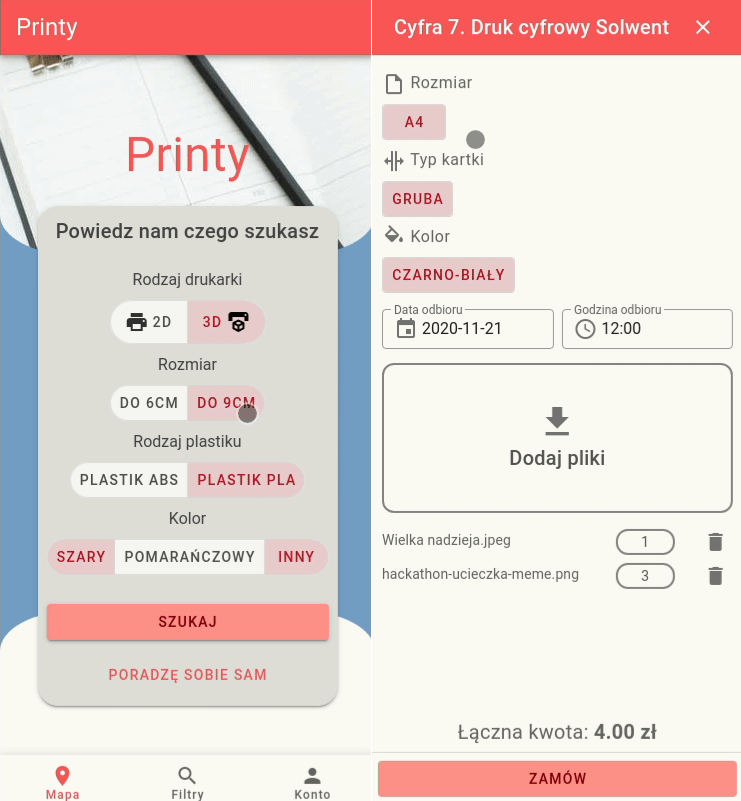 Printy
Printy
Powiedz nam czego szukasz
Rodzaj drukarki
2D
3D
Rozmiar
DO 6CM
DO 9CM
Rodzaj plastiku
PLASTIK ABS
PLASTIK PLA
Kolor
SZARY
POMARAŃCZOWY
INNY
SZUKAJ
PORADZĘ SOBIE SAM
Mapa
Filtry
Konto
Cyfra 7. Druk cyfrowy Solwent
Rozmiar
A4
Typ kartki
GRUBA
Kolor
CZARNO-BIAŁY
Data odbioru
2020-11-21
Godzina odbioru
12:00
Dodaj pliki
Wielka nadzieja.jpeg
1
hackathon-ucieczka-meme.png
3
Łączna kwota: 4.00 zł
ZAMÓW